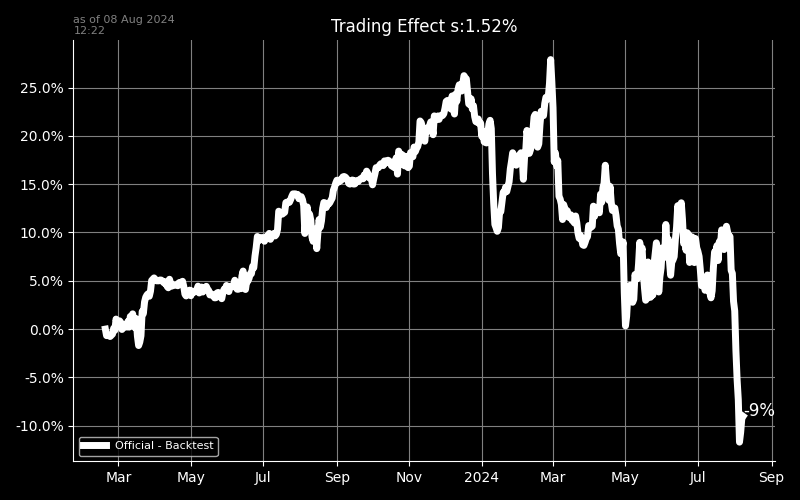 as of 08 Aug 2024
12:22
Trading Effect s:1.52%
25.0%
20.0%
15.0%
10.0%
5.0%
0.0%
-5.0%
-10.0%
-9%
Official - Backtest
Mar May Jul Sep Nov 2024 Mar May Jul Sep